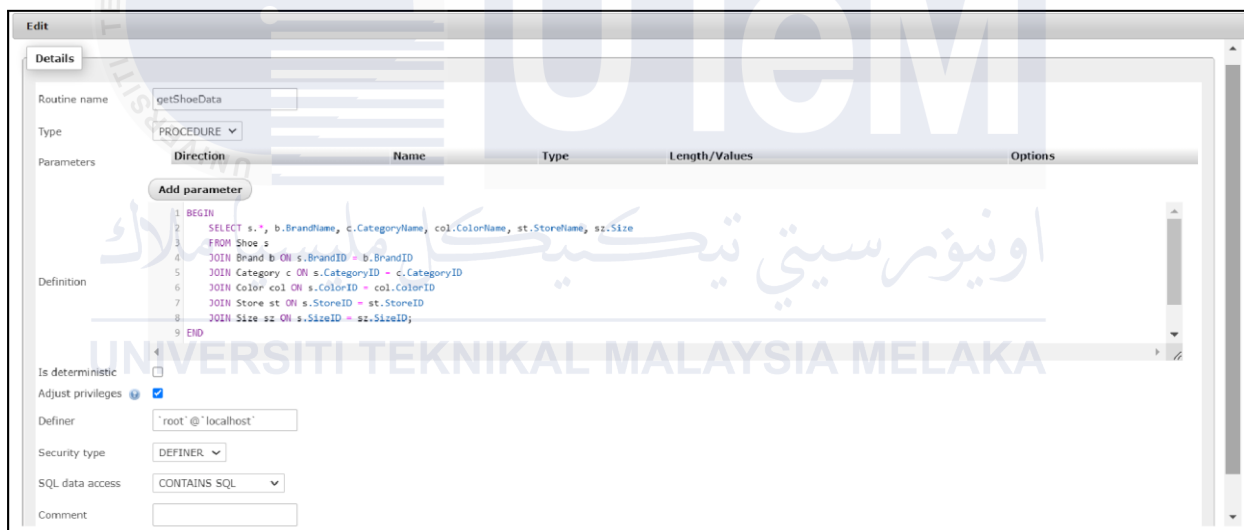 Edit
UTeM
Details
Routine name getShoeData
Type PROCEDURE
Parameters Direction Name Type Length/Values Options
Add parameter
1 BEGIN
2 SELECT s.*, b.BrandName, c.CategoryName, col.ColorName, st.StoreName, sz.Size
3 FROM Shoe s
4 JOIN Brand b ON s.BrandID = b.BrandID
5 JOIN Category c ON s.CategoryID = c.CategoryID
6 JOIN Color col ON s.ColorID = col.ColorID
7 JOIN Store st ON s.StoreID = st.StoreID
8 JOIN Size sz ON s.SizeID = sz.SizeID;
9 END
Definition
اونيۏرسيتي تيكنيكل مليسيا ملاك
UNIVERSITI TEKNIKAL MALAYSIA MELAKA
Is deterministic
Adjust privileges
Definer `root`@`localhost`
Security type DEFINER
SQL data access CONTAINS SQL
Comment